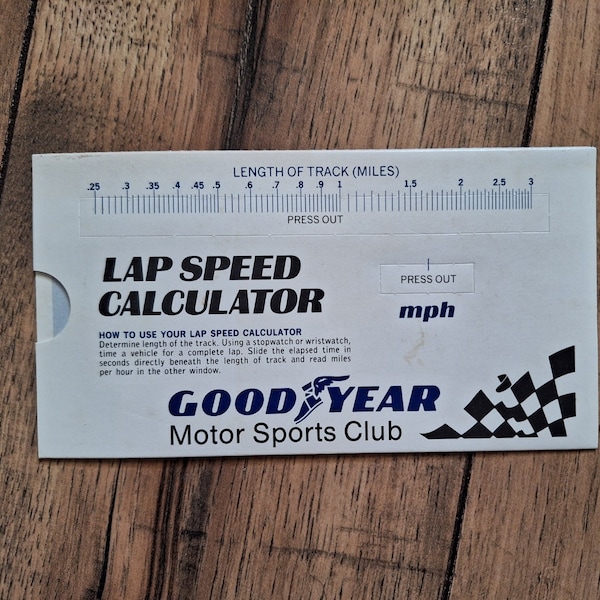 LENGTH OF TRACK (MILES)
.25 .3 .35 .4 .45 .5 .6 .7 .8 .9 1 1.5 2 2.5 3
PRESS OUT
LAP SPEED
CALCULATOR
PRESS OUT
mph
HOW TO USE YOUR LAP SPEED CALCULATOR
Determine length of the track. Using a stopwatch or wristwatch,
time a vehicle for a complete lap. Slide the elapsed time in
seconds directly beneath the length of track and read miles
per hour in the other window.
GOOD YEAR
Motor Sports Club